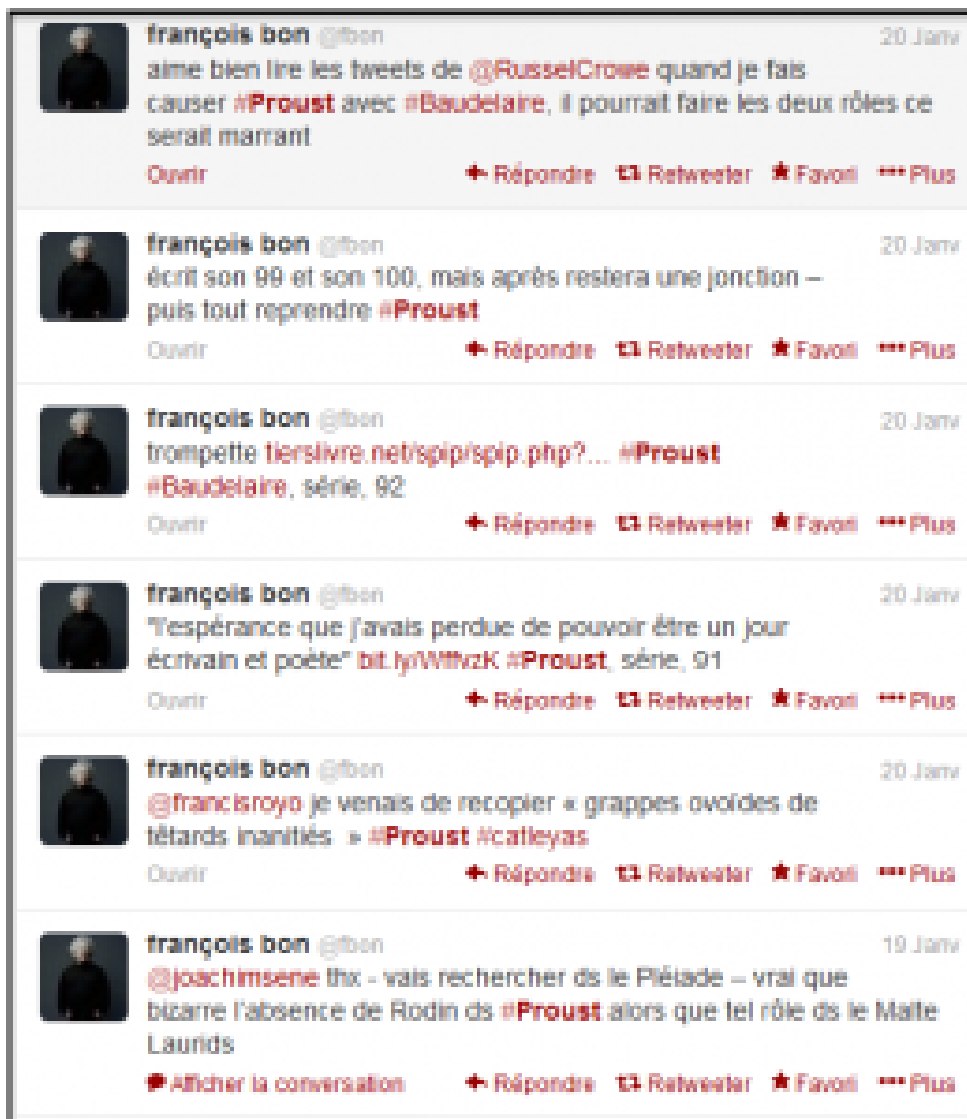 françois bon @fbon 20 Janv
aime bien lire les tweets de @RusselCrowe quand je fais
causer #Proust avec #Baudelaire, il pourrait faire les deux rôles ce
serait marrant
Ouvrir Répondre Retweeter Favori Plus
françois bon @fbon 20 Janv
écrit son 99 et son 100, mais après restera une jonction –
puis tout reprendre #Proust
Ouvrir Répondre Retweeter Favori Plus
françois bon @fbon 20 Janv
trompette tierslivre.net/spip/spip.php?... #Proust
#Baudelaire, série, 92
Ouvrir Répondre Retweeter Favori Plus
françois bon @fbon 20 Janv
"l'espérance que j'avais perdue de pouvoir être un jour
écrivain et poète" #Proust, série, 91
Ouvrir Répondre Retweeter Favori Plus
françois bon @fbon 20 Janv
@francisroyo je venais de recopier « grappes ovoïdes de
têtards inanitiés » #Proust #catleyas
Ouvrir Répondre Retweeter Favori Plus
françois bon @fbon 19 Janv
@joachimsene thx - vais rechercher ds le Pléiade – vrai que
bizarre l'absence de Rodin ds #Proust alors que tel rôle ds le Malte
Laurids
Afficher la conversation Répondre Retweeter Favori Plus